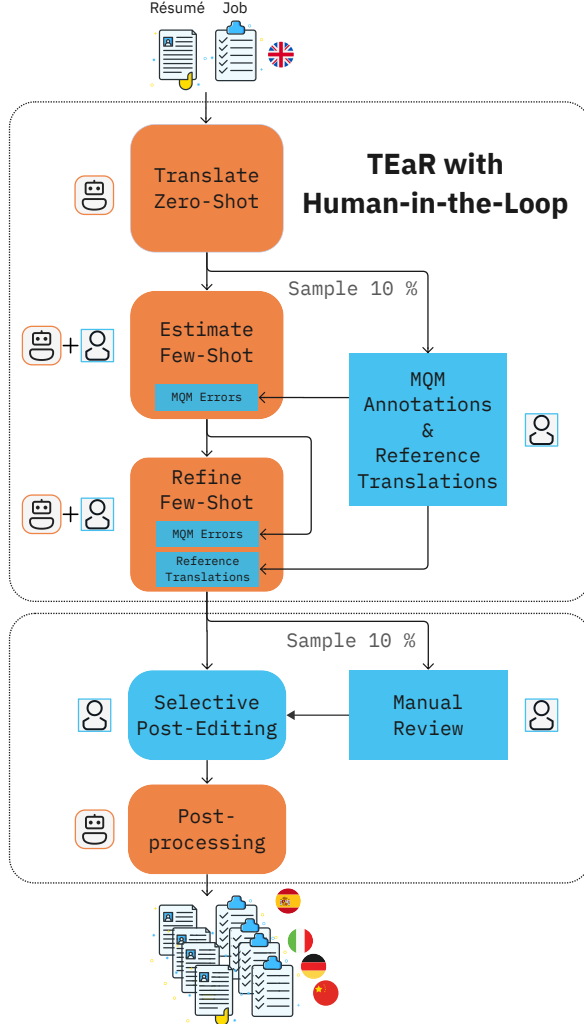 Résumé Job
TEaR with
Human-in-the-Loop
Translate
Zero-Shot
Sample 10 %
Estimate
Few-Shot
MQM Errors
MQM
Annotations
&
Reference
Translations
Refine
Few-Shot
MQM Errors
Reference
Translations
Sample 10 %
Selective
Post-Editing
Manual
Review
Post-
processing